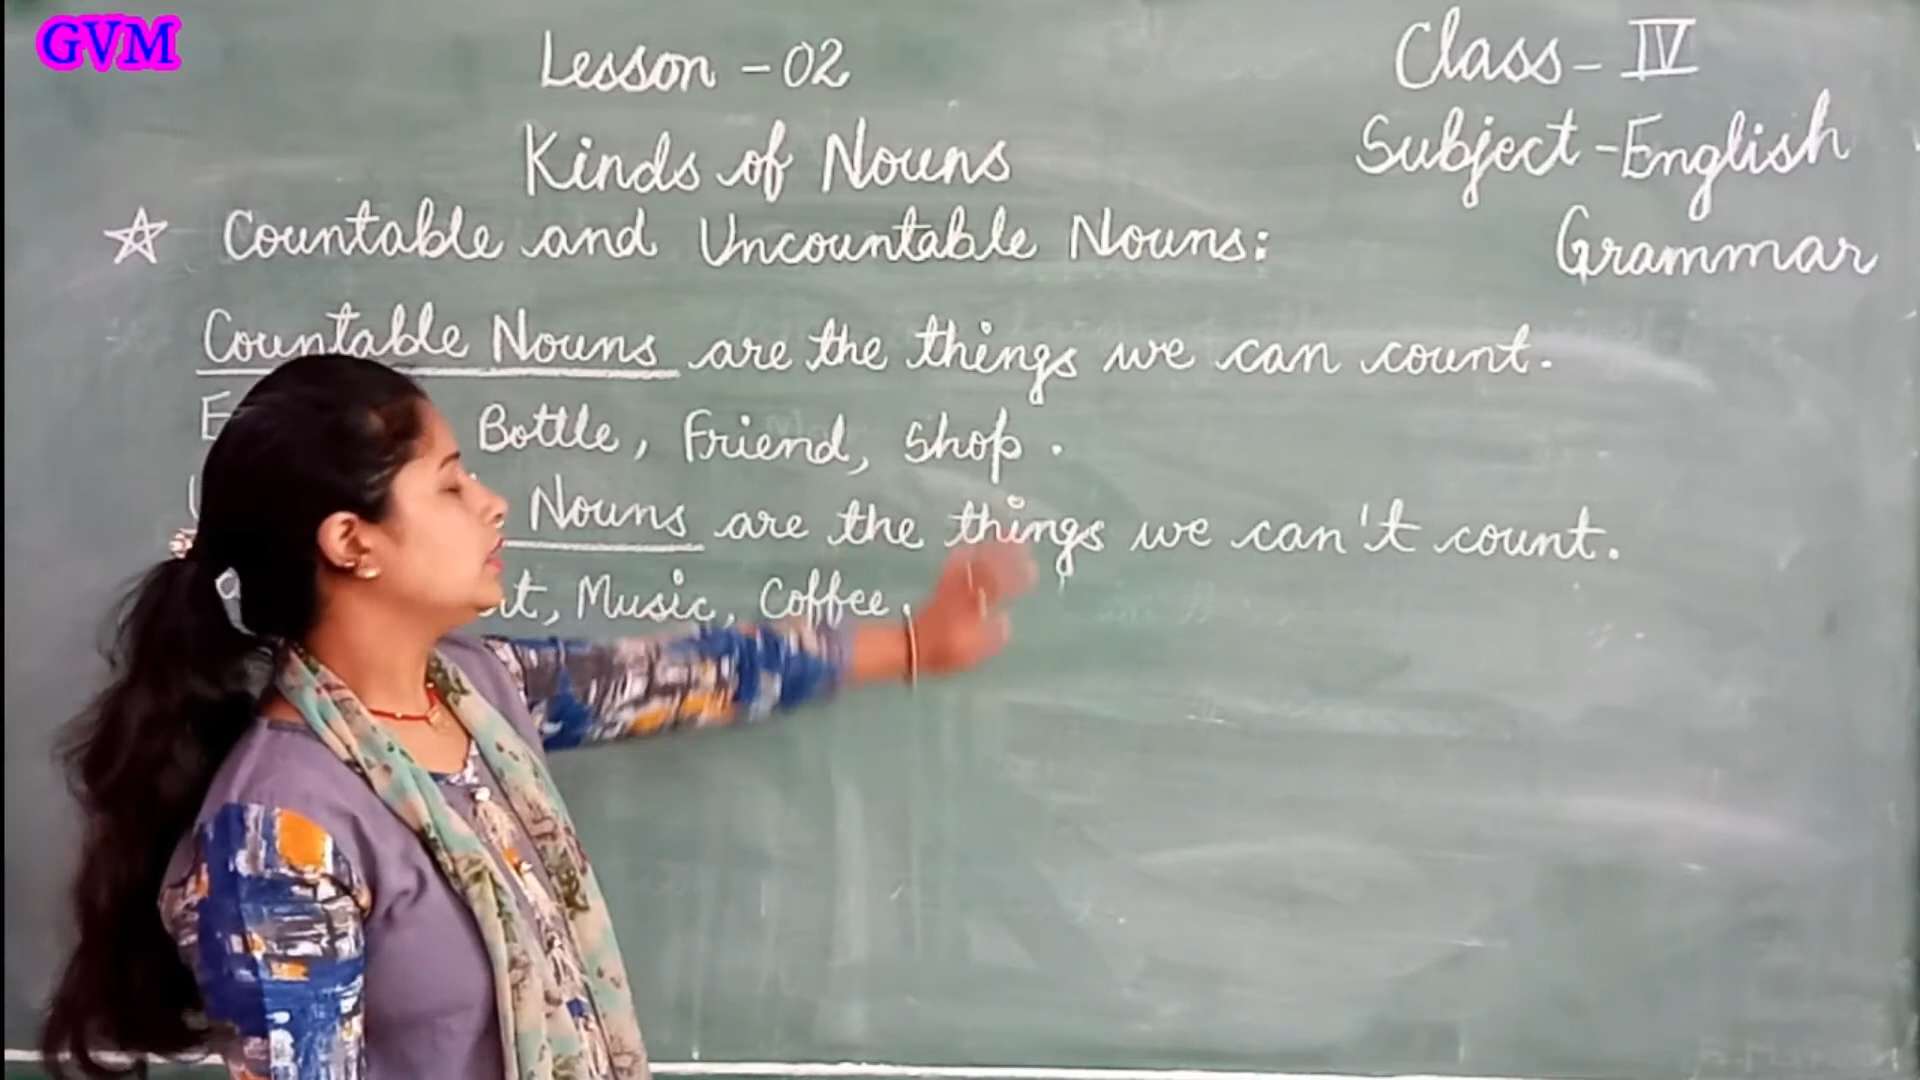 GVM
Lesson - 02
Class - IV
Kinds of Nouns
Subject - English
Grammar
☆ Countable and Uncountable Nouns:
Countable Nouns are the things we can count.
Bottle, Friend, Shop.
Nouns are the things we can't count.
Music, Coffee.